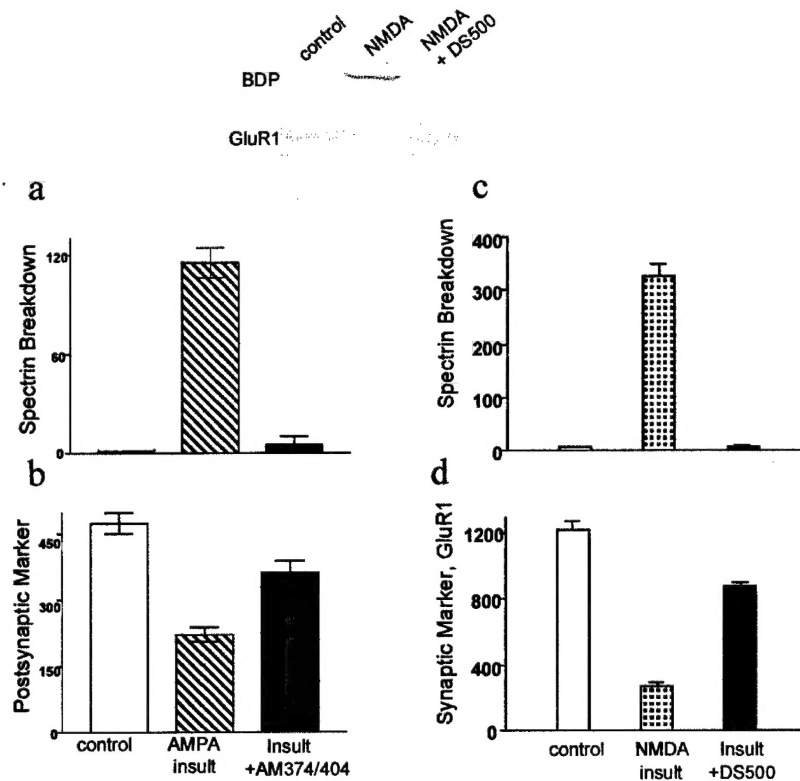 control
NMDA
NMDA
+ DS500
BDP
GluR1
a
Spectrin Breakdown
120
60
0
b
Postsynaptic Marker
450
300
150
0
control
AMPA
insult
Insult
+AM374/404
c
Spectrin Breakdown
400
300
200
100
0
d
Synaptic Marker, GluR1
1200
800
400
0
control
NMDA
insult
Insult
+DS500